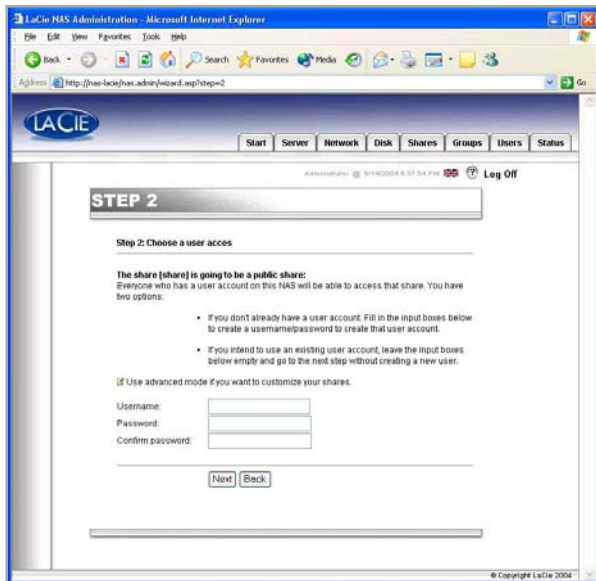 LaCie NAS Administration - Microsoft Internet Explorer
File Edit View Favorites Tools Help
Back Search Favorites Media
Address http://nas-lacie/nas.admin/wizard.asp?step=2 Go
LACIE
Start Server Network Disk Shares Groups Users Status
Administrator @ 5/14/2004 Log Off
STEP 2
Step 2: Choose a user acces
The share [share] is going to be a public share:
Everyone who has a user account on this NAS will be able to access that share. You have
two options:
• If you don't already have a user account. Fill in the input boxes below
to create a username/password to create that user account.
• If you intend to use an existing user account, leave the input boxes
below empty and go to the next step without creating a new user.
Use advanced mode if you want to customize your shares.
Username:
Password:
Confirm password:
Next Back
© Copyright LaCie 2004